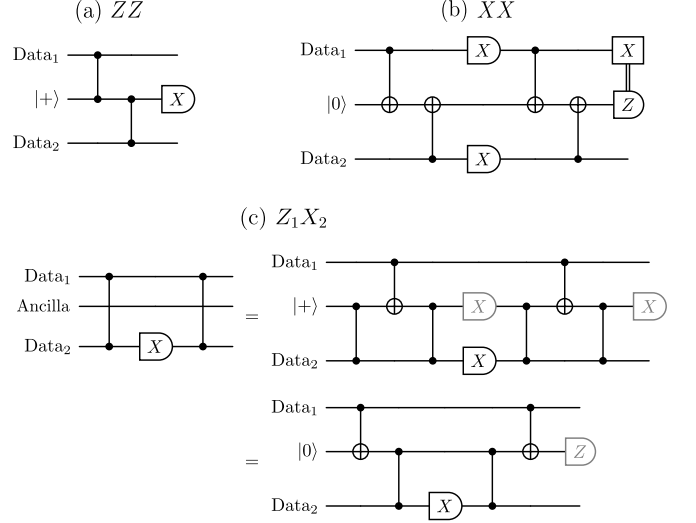 (a) ZZ
Data₁
|+⟩ X
Data₂
(b) XX
Data₁ X X
|0⟩ Z
Data₂ X
(c) Z₁X₂
Data₁
Ancilla
Data₂ X
=
Data₁
|+⟩ X X
Data₂ X
=
Data₁
|0⟩ Z
Data₂ X